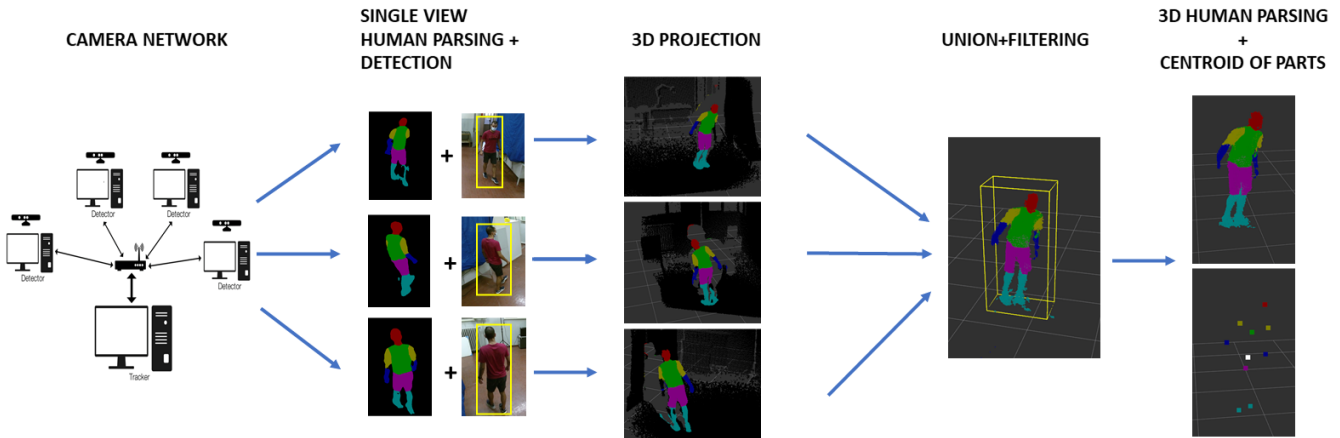 CAMERA NETWORK
SINGLE VIEW
HUMAN PARSING +
DETECTION
3D PROJECTION
UNION+FILTERING
3D HUMAN PARSING
+
CENTROID OF PARTS
Detector
Detector
Detector
Detector
Tracker
+
+
+